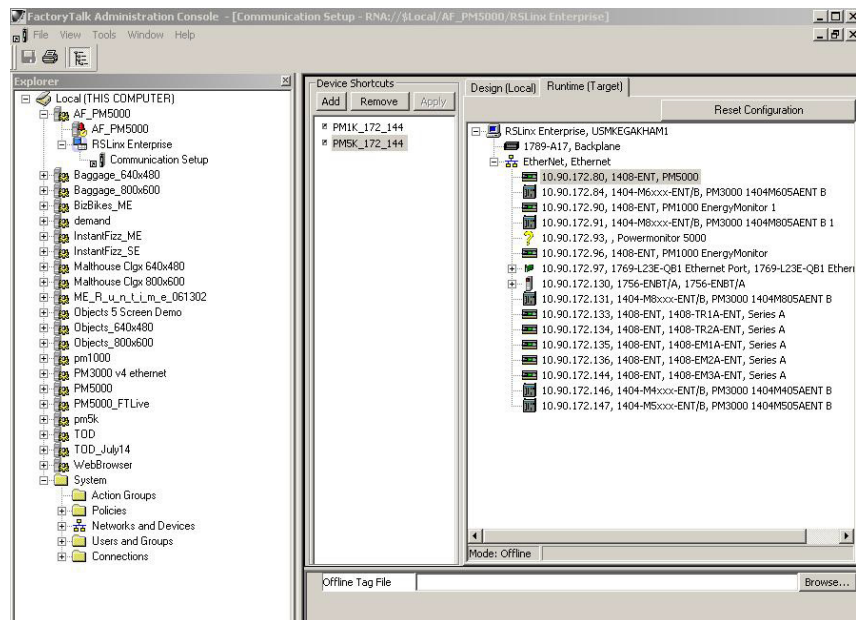 FactoryTalk Administration Console - [Communication Setup - RNA://$Local/AF_PM5000/RSLinx Enterprise]
File View Tools Window Help
Explorer
Local (THIS COMPUTER)
AF_PM5000
AF_PM5000
RSLinx Enterprise
Communication Setup
Baggage_640x480
Baggage_800x600
BizBikes_ME
demand
InstantFizz_ME
InstantFizz_SE
Malthouse Clgx 640x480
Malthouse Clgx 800x600
ME_R_u_n_t_i_m_e_061302
Objects 5 Screen Demo
Objects_640x480
Objects_800x600
pm1000
PM3000 v4 ethernet
PM5000
PM5000_FTLive
pm5k
TOD
TOD_July14
WebBrowser
System
Action Groups
Policies
Networks and Devices
Users and Groups
Connections
Device Shortcuts
Add Remove Apply
PM1K_172_144
PM5K_172_144
Design (Local) Runtime (Target)
Reset Configuration
RSLinx Enterprise, USMKEGAKHAM1
1789-A17, Backplane
EtherNet, Ethernet
10.90.172.80, 1408-ENT, PM5000
10.90.172.84, 1404-M6xxx-ENT/B, PM3000 1404M605AENT B
10.90.172.90, 1408-ENT, PM1000 EnergyMonitor 1
10.90.172.91, 1404-M8xxx-ENT/B, PM3000 1404M805AENT B 1
10.90.172.93, , Powermonitor 5000
10.90.172.96, 1408-ENT, PM1000 EnergyMonitor
10.90.172.97, 1769-L23E-QB1 Ethernet Port, 1769-L23E-QB1 Ethern
10.90.172.130, 1756-ENBT/A, 1756-ENBT/A
10.90.172.131, 1404-M8xxx-ENT/B, PM3000 1404M805AENT B
10.90.172.133, 1408-ENT, 1408-TR1A-ENT, Series A
10.90.172.134, 1408-ENT, 1408-TR2A-ENT, Series A
10.90.172.135, 1408-ENT, 1408-EM1A-ENT, Series A
10.90.172.136, 1408-ENT, 1408-EM2A-ENT, Series A
10.90.172.144, 1408-ENT, 1408-EM3A-ENT, Series A
10.90.172.146, 1404-M4xxx-ENT/B, PM3000 1404M405AENT B
10.90.172.147, 1404-M5xxx-ENT/B, PM3000 1404M505AENT B
Mode: Offline
Offline Tag File Browse...